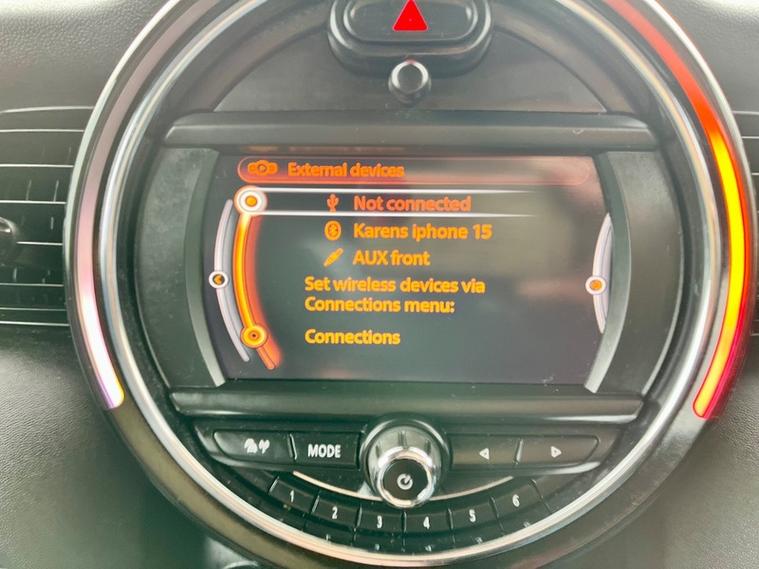 External devices
Not connected
Karens iphone 15
AUX front
Set wireless devices via
Connections menu:
Connections
MODE
1 2 3 4 5 6